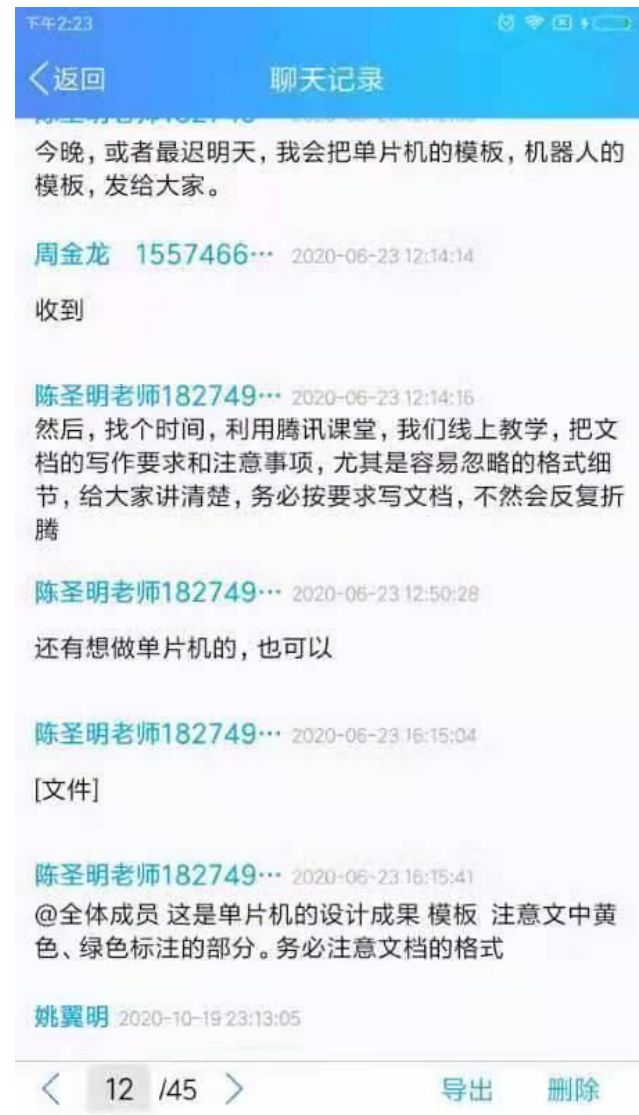 下午2:23
返回
聊天记录
今晚，或者最迟明天，我会把单片机的模板，机器人的
模板，发给大家。
周金龙 1557466… 2020-06-23 12:14:14
收到
陈圣明老师182749… 2020-06-23 12:14:16
然后，找个时间，利用腾讯课堂，我们线上教学，把文
档的写作要求和注意事项，尤其是容易忽略的格式细
节，给大家讲清楚，务必按要求写文档，不然会反复折
腾
陈圣明老师182749… 2020-06-23 12:50:28
还有想做单片机的，也可以
陈圣明老师182749… 2020-06-23 16:15:04
[文件]
陈圣明老师182749… 2020-06-23 16:15:41
@全体成员 这是单片机的设计成果 模板 注意文中黄
色、绿色标注的部分。务必注意文档的格式
姚翼明 2020-10-19 23:13:05
12 /45
导出 删除